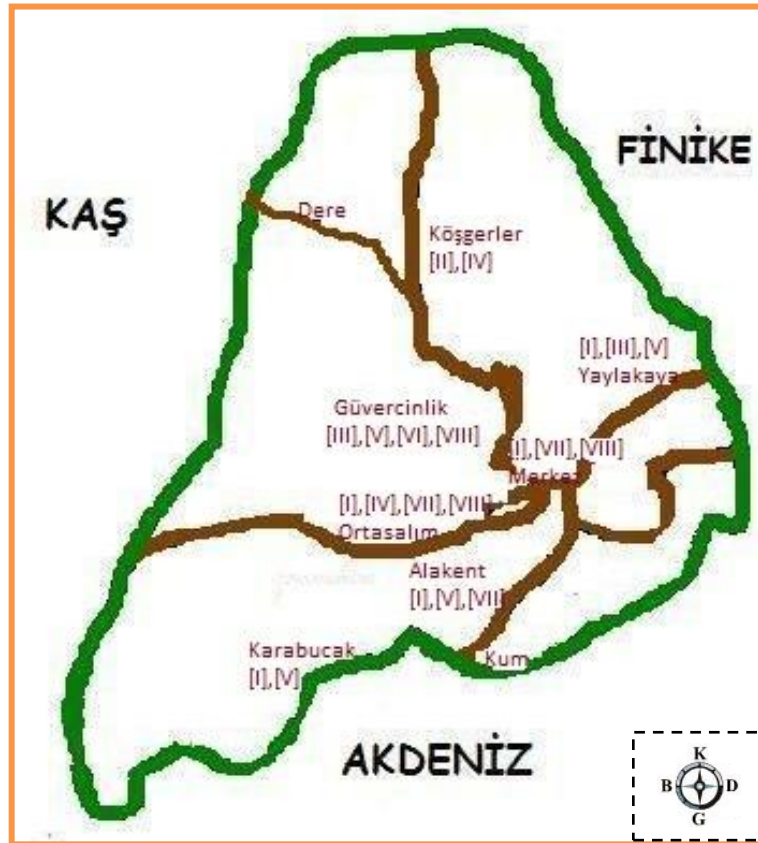 FİNİKE
KAŞ
Dere
Köşgerler
[II],[IV]
[I],[III],[V]
Yaylakaya
Güvercinlik
[III],[V],[VI],[VIII]
[I],[VII],[VIII]
Merkez
[I],[IV],[VII],[VIII]
Ortasalım
Alakent
[I],[V],[VII]
Karabucak
[I],[V]
Kum
AKDENİZ
K
B D
G